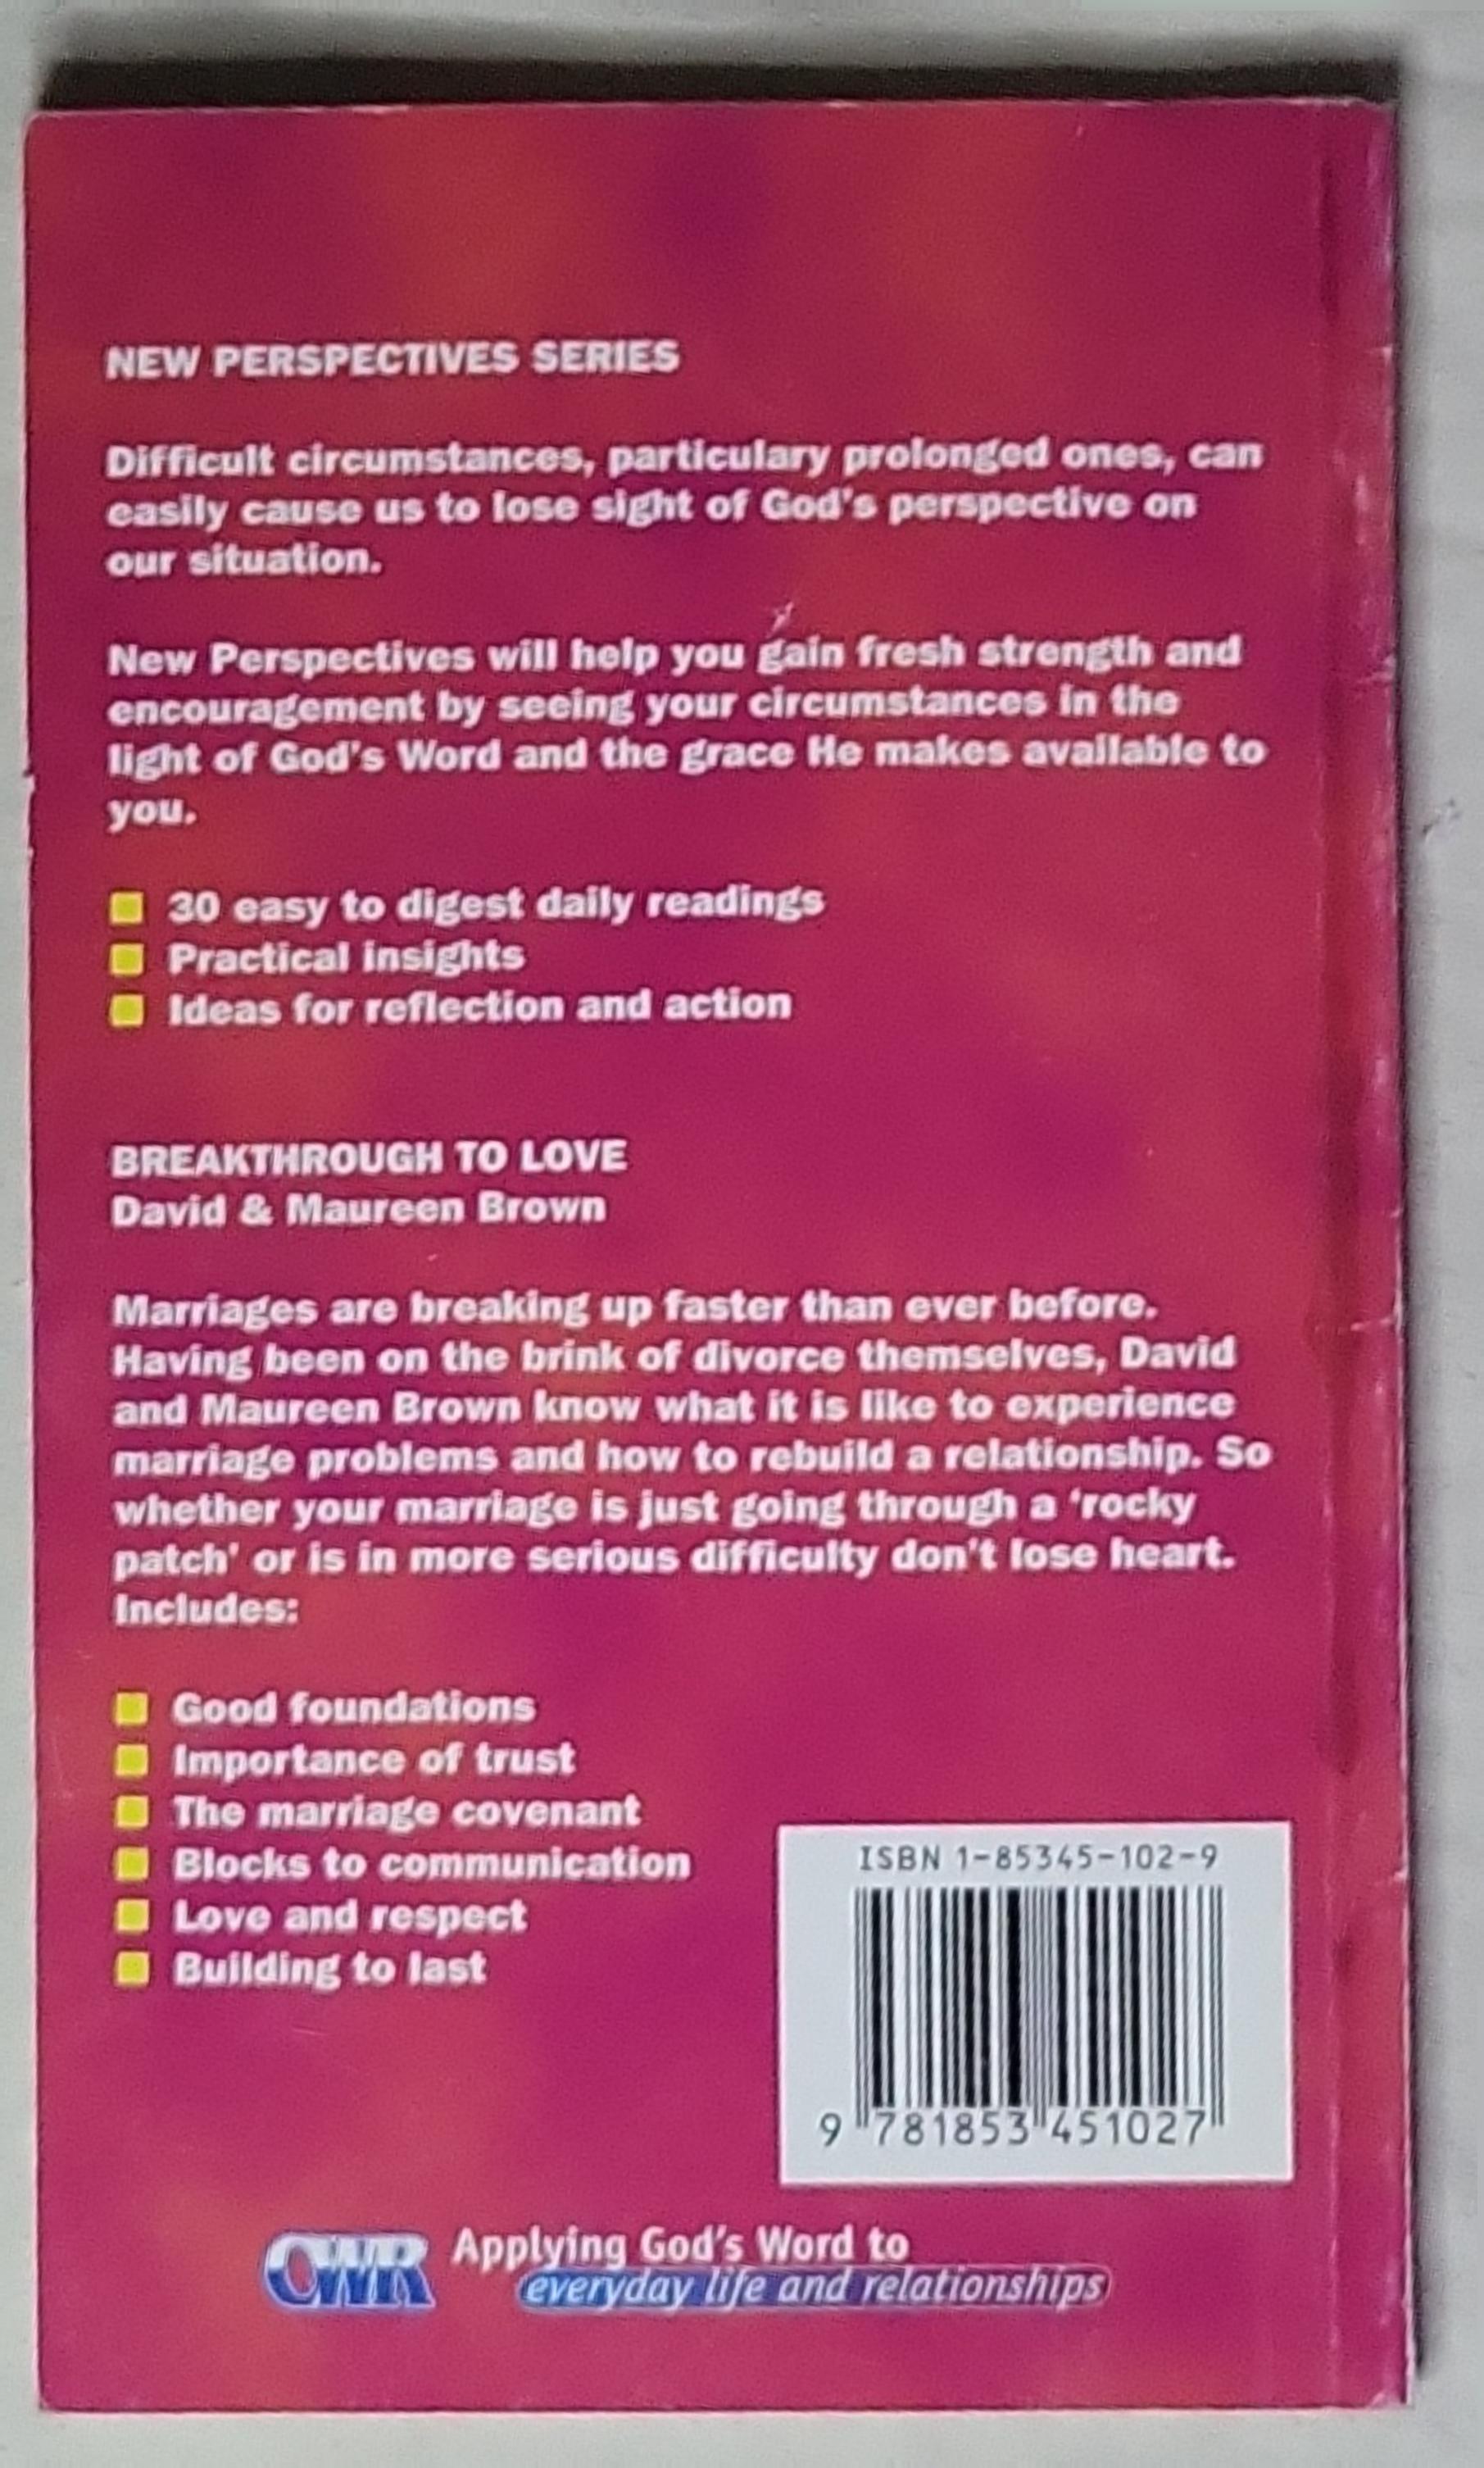 NEW PERSPECTIVES SERIES
Difficult circumstances, particulary prolonged ones, can
easily cause us to lose sight of God's perspective on
our situation.
New Perspectives will help you gain fresh strength and
encouragement by seeing your circumstances in the
light of God's Word and the grace He makes available to
you.
30 easy to digest daily readings
Practical insights
Ideas for reflection and action
BREAKTHROUGH TO LOVE
David & Maureen Brown
Marriages are breaking up faster than ever before.
Having been on the brink of divorce themselves, David
and Maureen Brown know what it is like to experience
marriage problems and how to rebuild a relationship. So
whether your marriage is just going through a 'rocky
patch' or is in more serious difficulty don't lose heart.
Includes:
Good foundations
Importance of trust
The marriage covenant
Blocks to communication
Love and respect
Building to last
ISBN 1-85345-102-9
9 781853 451027
CWR Applying God's Word to
everyday life and relationships